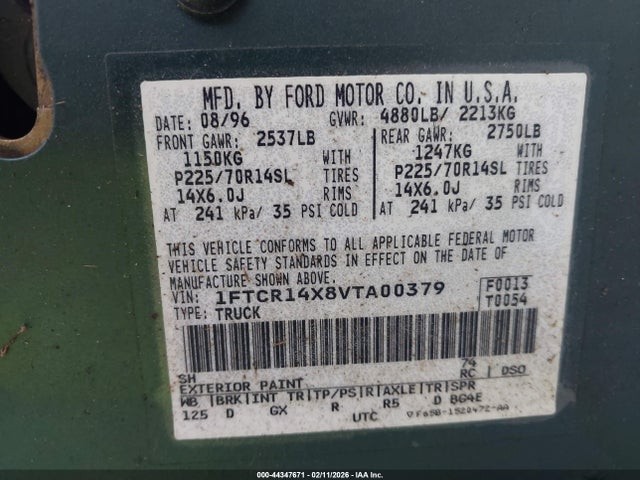 MFD. BY FORD MOTOR CO. IN U.S.A.
DATE: 08/96 GVWR: 4880LB/ 2213KG
FRONT GAWR: 2537LB REAR GAWR: 2750LB
1150KG WITH 1247KG WITH
P225/70R14SL TIRES P225/70R14SL TIRES
14X6.0J RIMS 14X6.0J RIMS
AT 241 kPa/ 35 PSI COLD AT 241 kPa/ 35 PSI COLD
THIS VEHICLE CONFORMS TO ALL APPLICABLE FEDERAL MOTOR
VEHICLE SAFETY STANDARDS IN EFFECT ON THE DATE OF
MANUFACTURE SHOWN ABOVE.
VIN: 1FTCR14X8VTA00379 F0013
TYPE: TRUCK T0054
SH 74
EXTERIOR PAINT RC: DSO
WB BRK INT TR TP/PS R AXLE TR SPR
125 D GX R R5 D BG4E
UTC F65B-1520472-AA
000-44347671 - 02/11/2026 - IAA Inc.